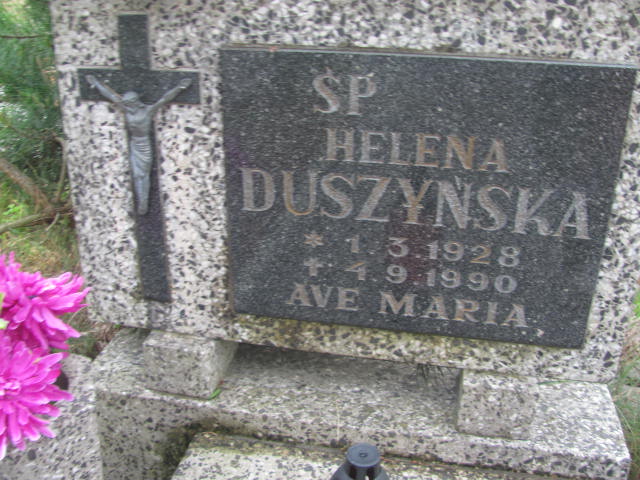 ŚP
HELENA
DUSZYŃSKA
* 1.3.1928
+ 4.9.1990
AVE MARIA